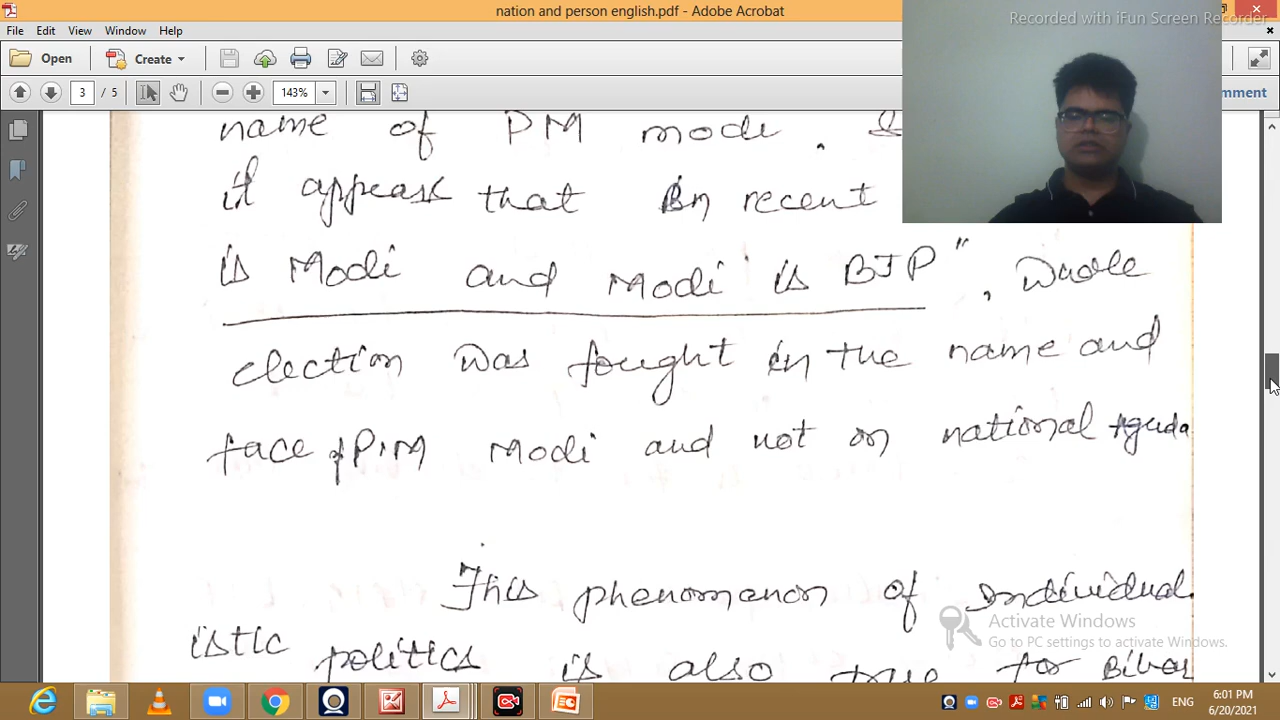 nation and person english.pdf - Adobe Acrobat
Recorded with iFun Screen Recorder
File Edit View Window Help
Open Create
3 / 5 143% mment
name of PM modi.
it appears that in recent
is Modi and Modi is BJP". Whole
election was fought in the name and
face of P.M Modi and not on national agenda
This phenomenon of Individual
istic politics is also true for Bihar
Activate Windows
Go to PC settings to activate Windows.
ENG
6:01 PM
6/20/2021